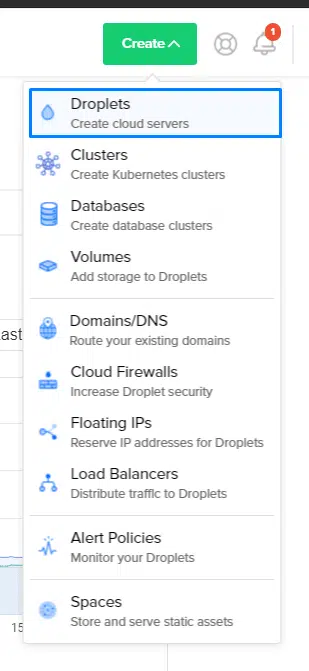 Create
1
Droplets
Create cloud servers
Clusters
Create Kubernetes clusters
Databases
Create database clusters
Volumes
Add storage to Droplets
Domains/DNS
Route your existing domains
ast
Cloud Firewalls
Increase Droplet security
Floating IPs
Reserve IP addresses for Droplets
Load Balancers
Distribute traffic to Droplets
Alert Policies
Monitor your Droplets
Spaces
Store and serve static assets
15